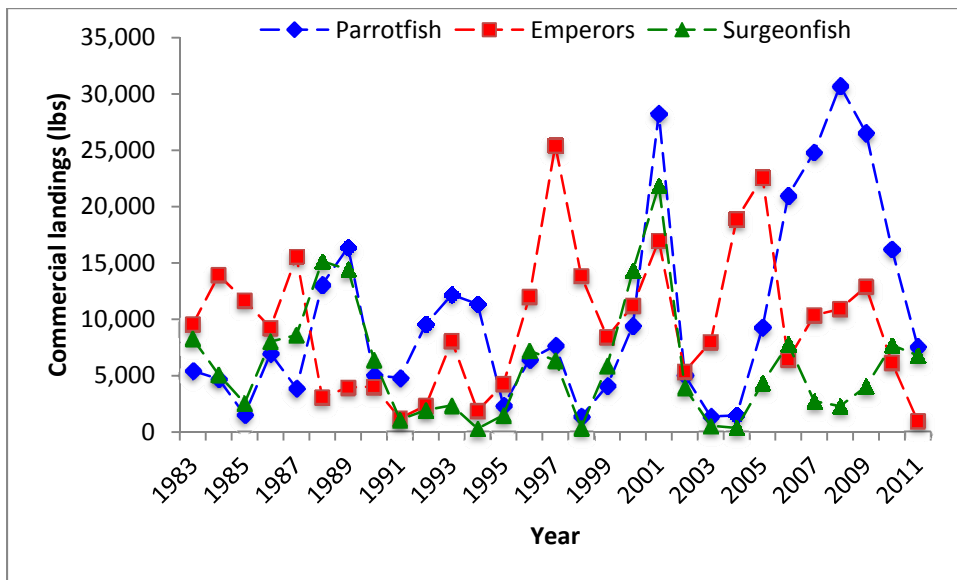 Parrotfish Emperors Surgeonfish
35,000
30,000
25,000
20,000
15,000
10,000
5,000
0
Commercial landings (lbs)
1983 1985 1987 1989 1991 1993 1995 1997 1999 2001 2003 2005 2007 2009 2011
Year